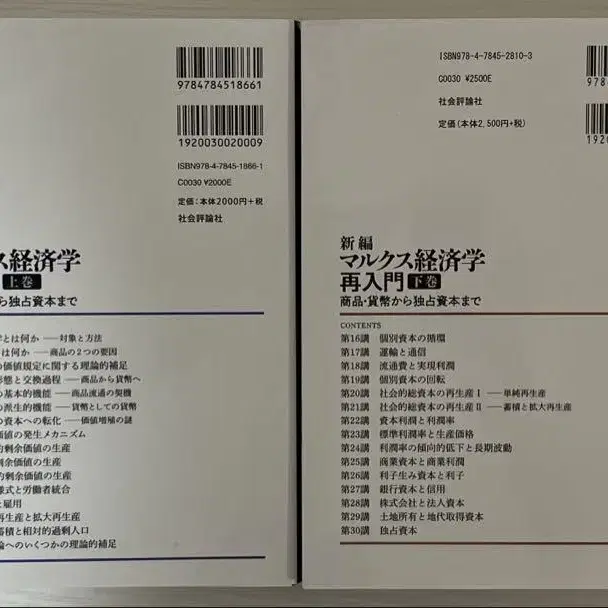 9784784518661
1920030020009
ISBN978-4-7845-1866-1
C0030 ¥2000E
定価:本体2000円+税
社会評論社
ス経済学
上巻
ら独占資本まで
学とは何か ──対象と方法
は何か ──商品の2つの要因
の価値規定に関する理論的補足
形態と交換過程 ──商品から貨幣へ
の基本的機能 ──商品流通の契機
の派生的機能 ──貨幣としての貨幣
の資本への転化 ──価値増殖の謎
価値の発生メカニズム
的剰余価値の生産
剰余価値の生産
的剰余価値の生産
様式と労働者統合
と雇用
再生産と拡大再生産
蓄積と相対的過剰人口
論へのいくつかの理論的補足
ISBN978-4-7845-2810-3
C0030 ¥2500E
社会評論社
定価(本体2,500円+税)
978
192
新編
マルクス経済学
再入門 下巻
商品・貨幣から独占資本まで
CONTENTS
第16講 個別資本の循環
第17講 運輸と通信
第18講 流通費と実現利潤
第19講 個別資本の回転
第20講 社会的総資本の再生産Ⅰ ──単純再生産
第21講 社会的総資本の再生産Ⅱ ──蓄積と拡大再生産
第22講 資本利潤と利潤率
第23講 標準利潤率と生産価格
第24講 利潤率の傾向的低下と長期波動
第25講 商業資本と商業利潤
第26講 利子生み資本と利子
第27講 銀行資本と信用
第28講 株式会社と法人資本
第29講 土地所有と地代取得資本
第30講 独占資本